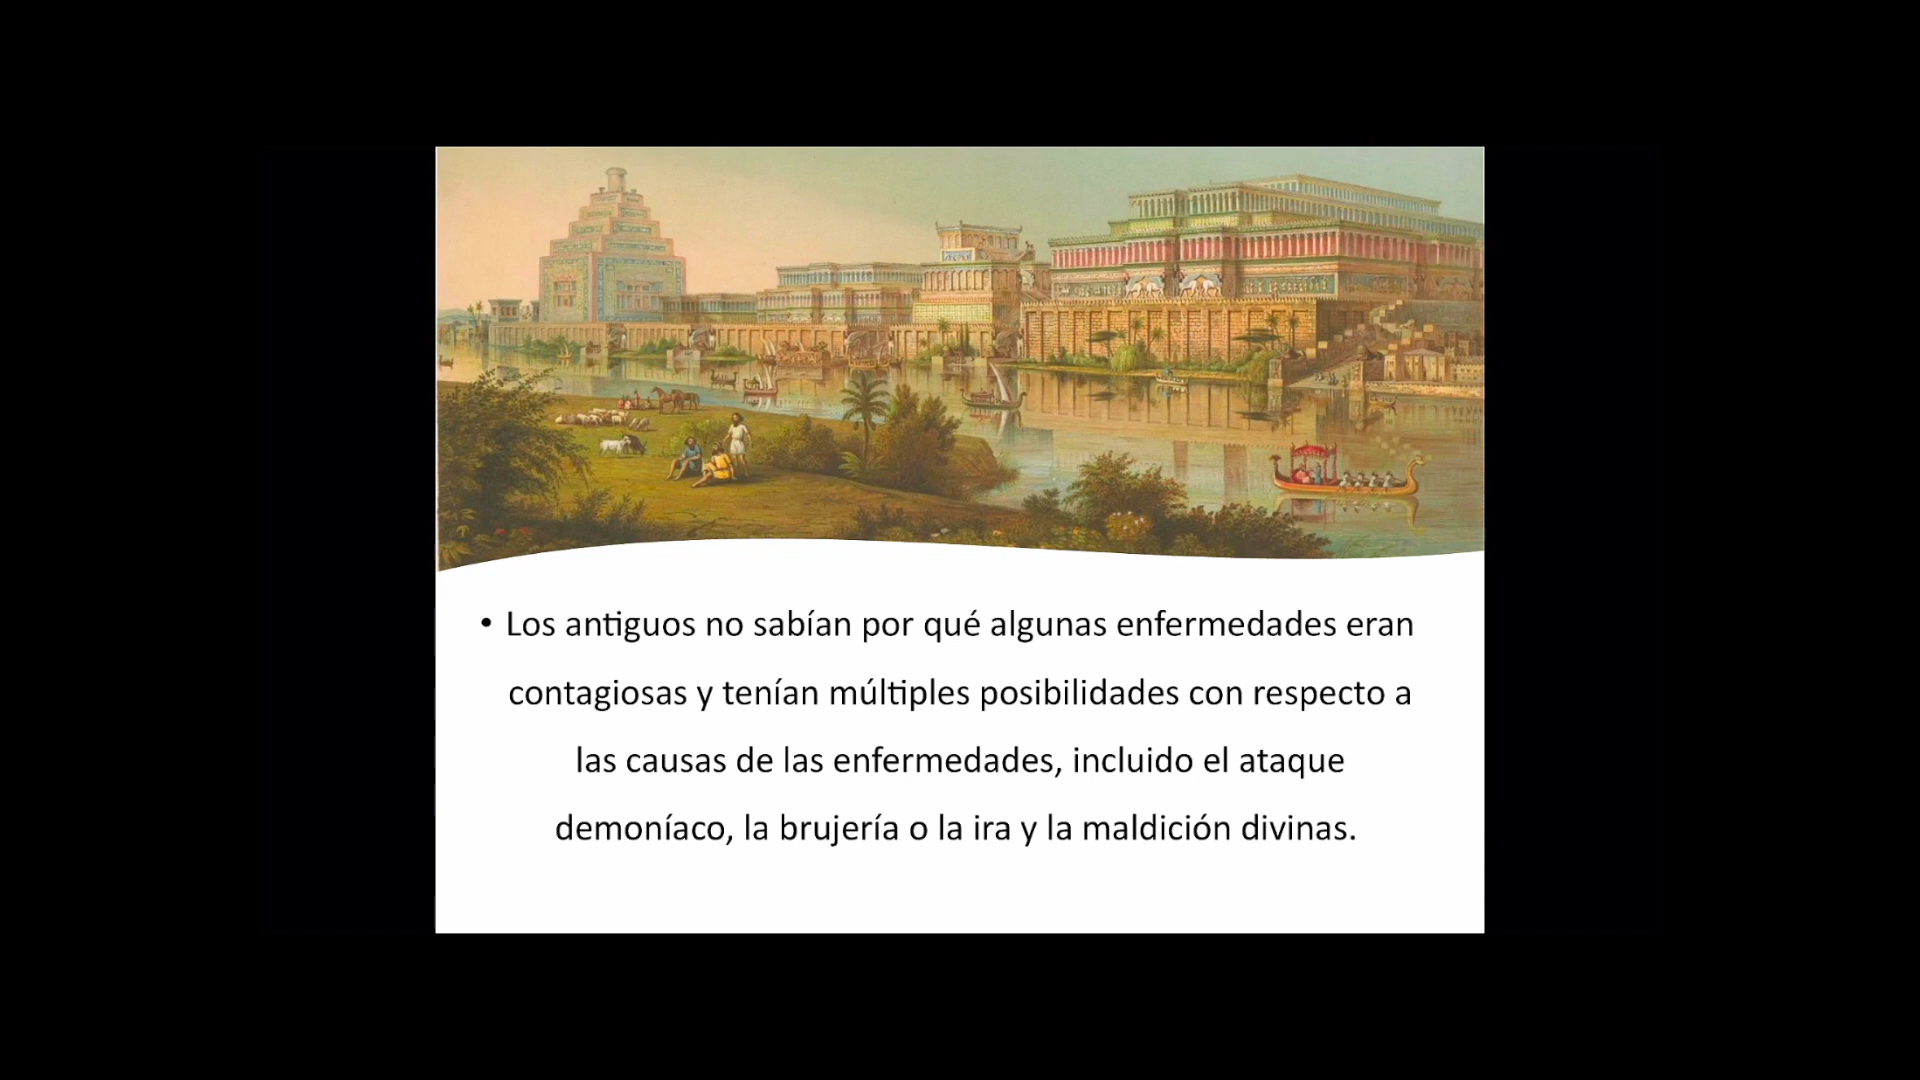 • Los antiguos no sabían por qué algunas enfermedades eran
contagiosas y tenían múltiples posibilidades con respecto a
las causas de las enfermedades, incluido el ataque
demoníaco, la brujería o la ira y la maldición divinas.